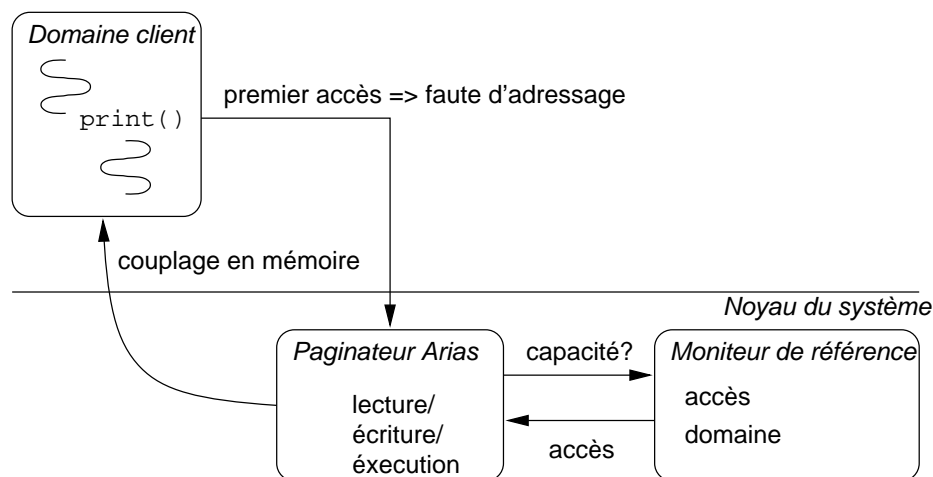 Domaine client
print()
premier accès => faute d'adressage
couplage en mémoire
Noyau du système
Paginateur Arias
lecture/
écriture/
éxecution
capacité?
accès
Moniteur de référence
accès
domaine